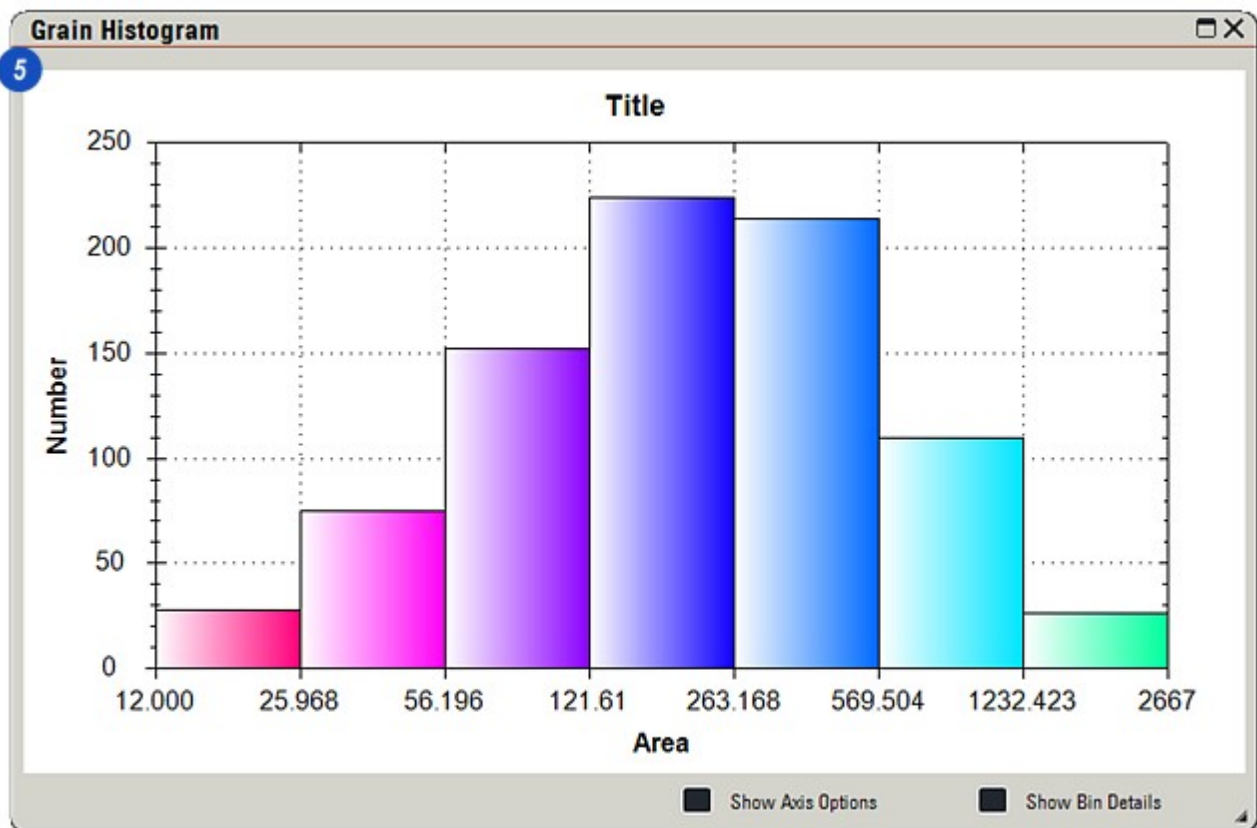 Grain Histogram
5
Title
250
200
150
100
50
0
Number
12.000 25.968 56.196 121.61 263.168 569.504 1232.423 2667
Area
Show Axis Options Show Bin Details